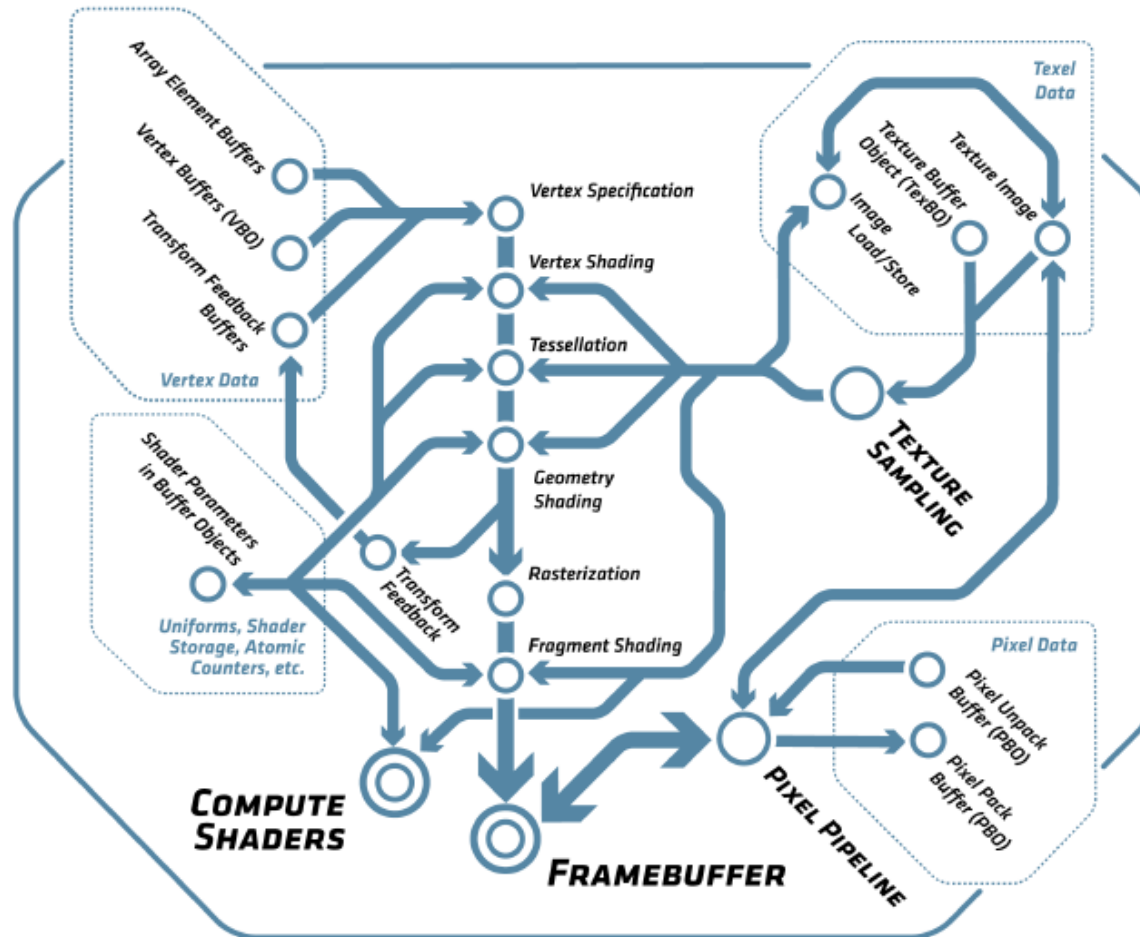 Array Element Buffers
Vertex Buffers (VBO)
Transform Feedback
Buffers
Vertex Data
Vertex Specification
Vertex Shading
Tessellation
Geometry
Shading
Rasterization
Fragment Shading
Transform
Feedback
Shader Parameters
in Buffer Objects
Uniforms, Shader
Storage, Atomic
Counters, etc.
Texel
Data
Image
Load/Store
Texture Buffer
Object (TexBO)
Texture Image
TEXTURE
SAMPLING
Pixel Data
Pixel Unpack
Buffer (PBO)
Pixel Pack
Buffer (PBO)
PIXEL PIPELINE
COMPUTE
SHADERS
FRAMEBUFFER